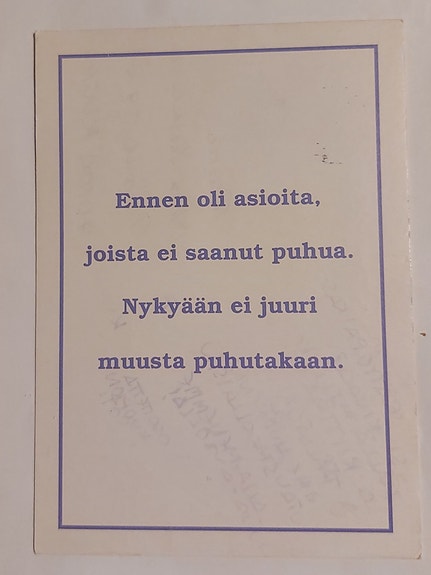 Ennen oli asioita,
joista ei saanut puhua.
Nykyään ei juuri
muusta puhutakaan.